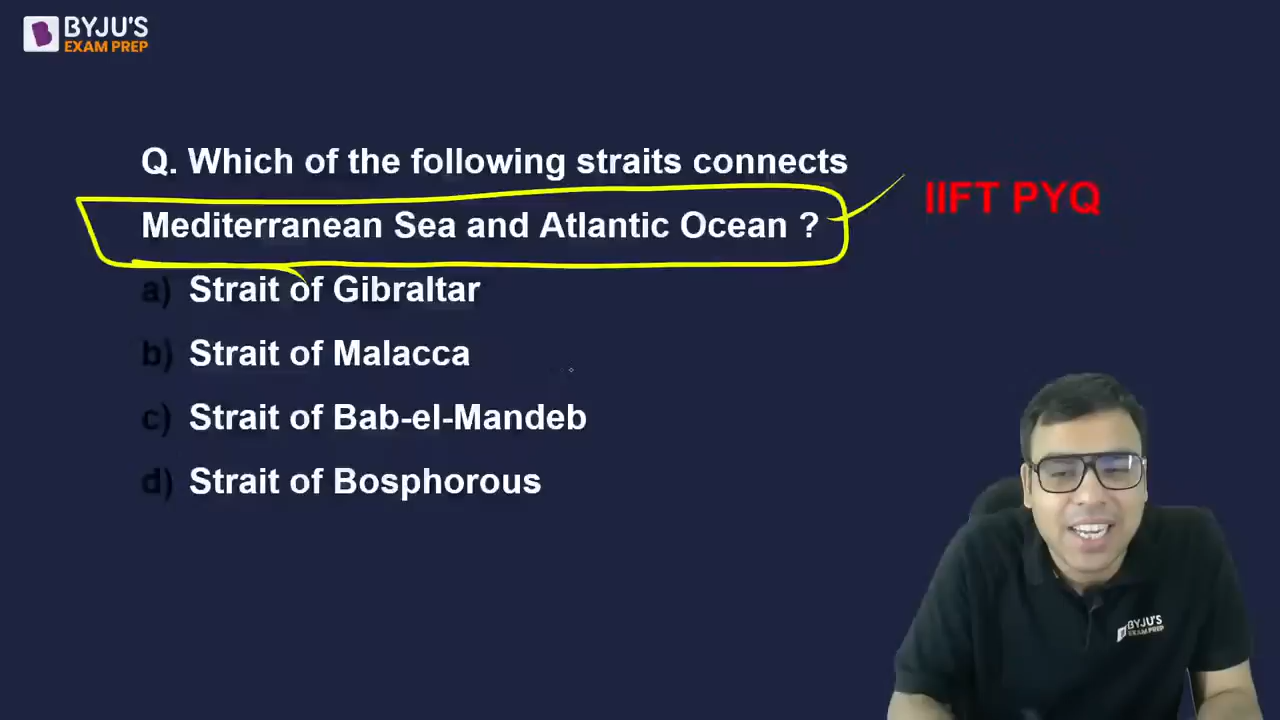 BYJU'S
EXAM PREP
Q. Which of the following straits connects
Mediterranean Sea and Atlantic Ocean ?
IIFT PYQ
a) Strait of Gibraltar
b) Strait of Malacca
c) Strait of Bab-el-Mandeb
d) Strait of Bosphorous
BYJU'S
EXAM PREP